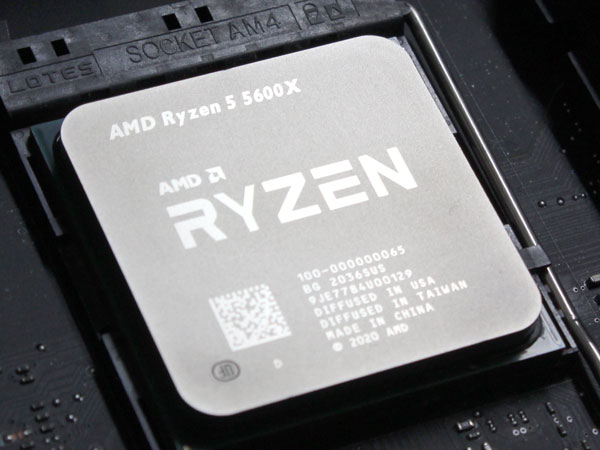 LOTES
SOCKET AM4
AMD Ryzen 5 5600X
AMD
RYZEN
100-000000065
BG 2036SUS
9JE7784U00129
DIFFUSED IN USA
DIFFUSED IN TAIWAN
MADE IN CHINA
© 2020 AMD
D